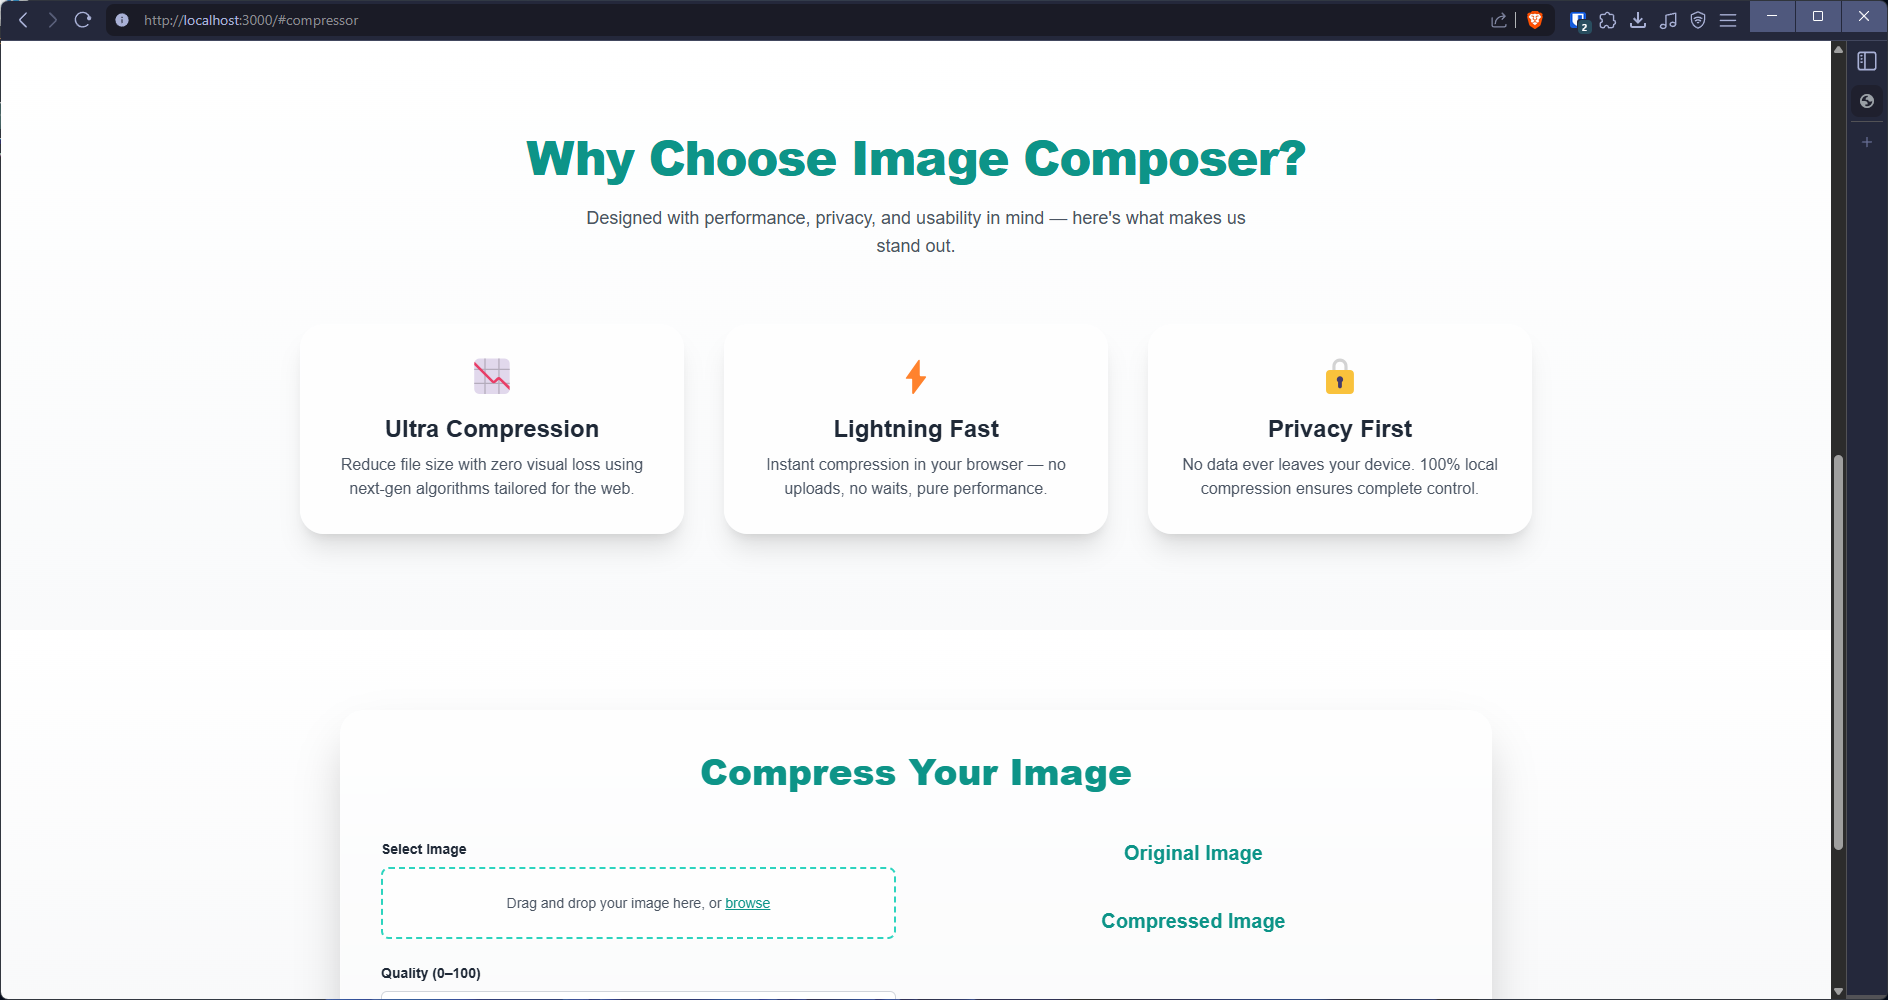 http://localhost:3000/#compressor
2
Why Choose Image Composer?
Designed with performance, privacy, and usability in mind — here's what makes us
stand out.
Ultra Compression
Reduce file size with zero visual loss using
next-gen algorithms tailored for the web.
Lightning Fast
Instant compression in your browser — no
uploads, no waits, pure performance.
Privacy First
No data ever leaves your device. 100% local
compression ensures complete control.
Compress Your Image
Select Image
Drag and drop your image here, or browse
Quality (0–100)
Original Image
Compressed Image